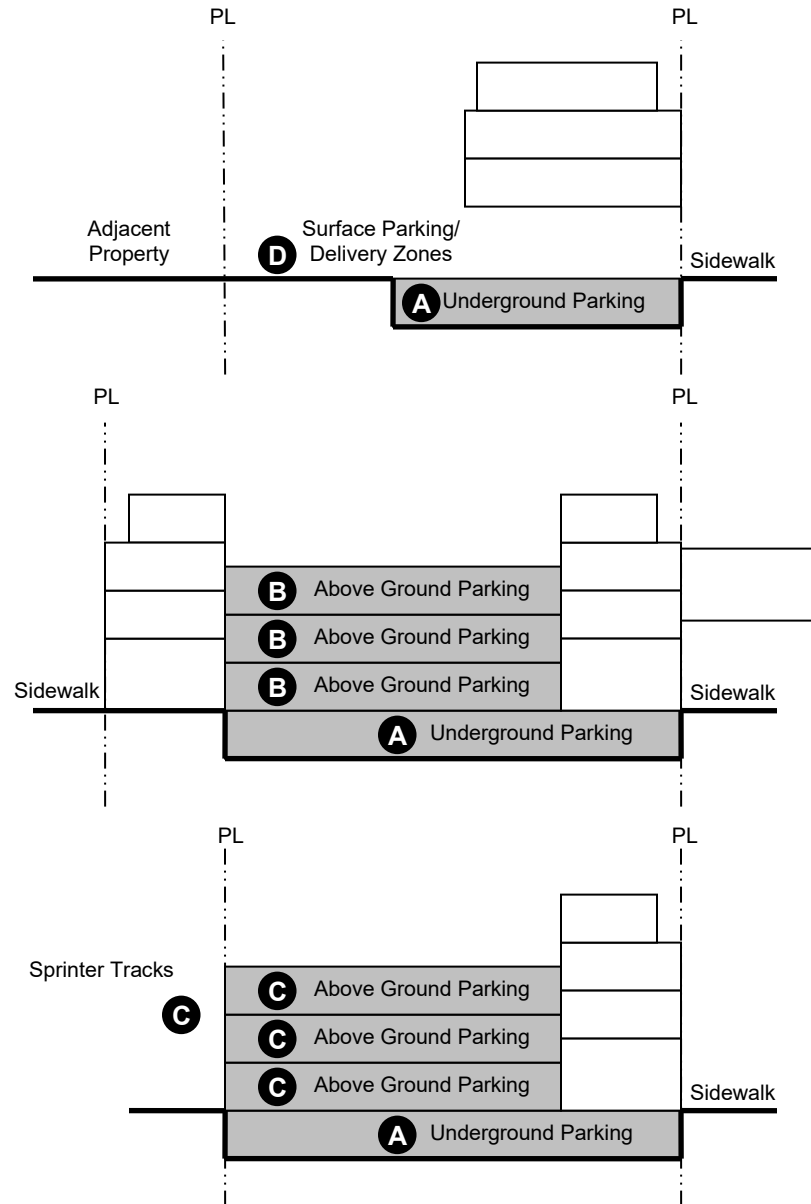 PL PL
Adjacent
Property
D
Surface Parking/
Delivery Zones
Sidewalk
A Underground Parking
PL PL
B Above Ground Parking
B Above Ground Parking
B Above Ground Parking
Sidewalk
Sidewalk
A Underground Parking
PL PL
Sprinter Tracks
C
C Above Ground Parking
C Above Ground Parking
C Above Ground Parking
Sidewalk
A Underground Parking